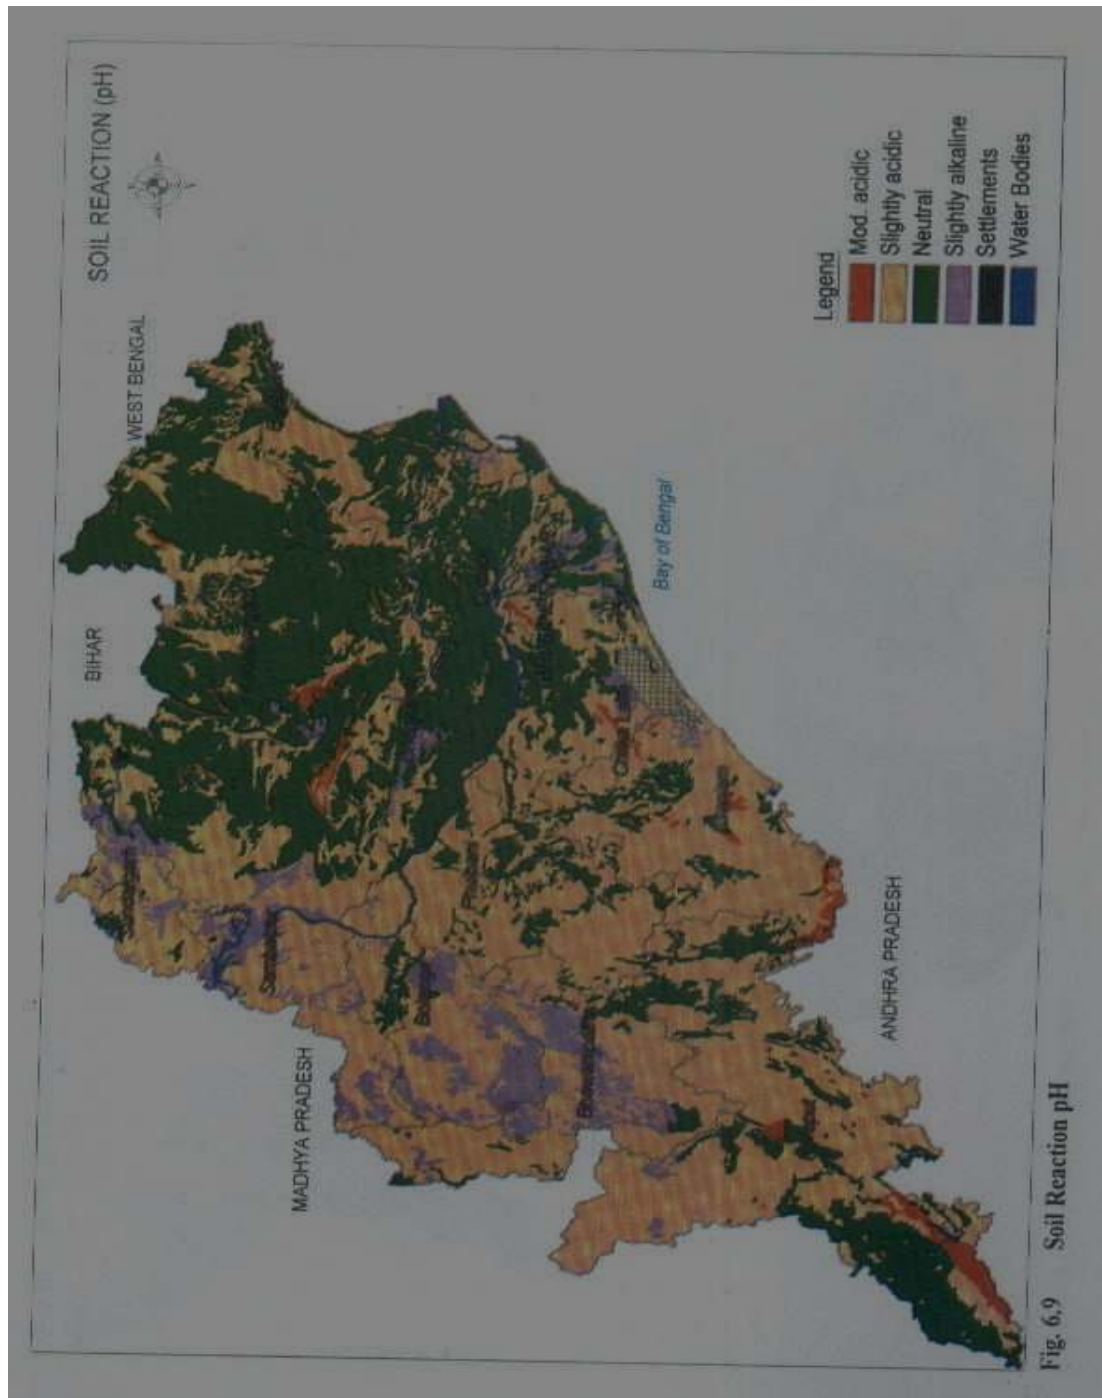 SOIL REACTION (pH)
WEST BENGAL
BIHAR
MADHYA PRADESH
Bay of Bengal
ANDHRA PRADESH
Legend
Mod. acidic
Slightly acidic
Neutral
Slightly alkaline
Settlements
Water Bodies
Fig. 6.9 Soil Reaction pH